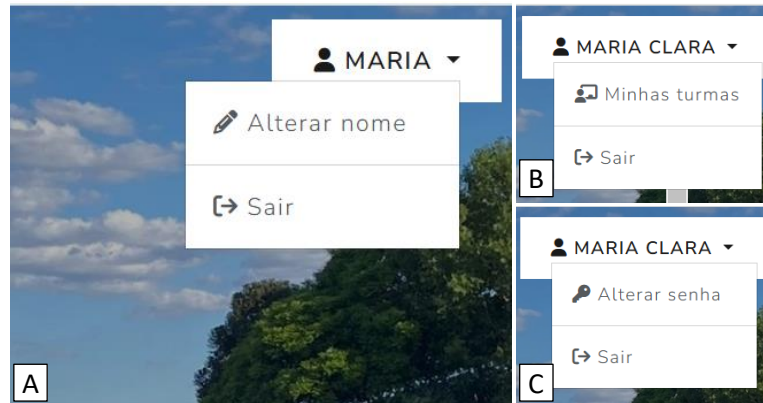 MARIA
Alterar nome
Sair
A
MARIA CLARA
Minhas turmas
Sair
B
MARIA CLARA
Alterar senha
Sair
C